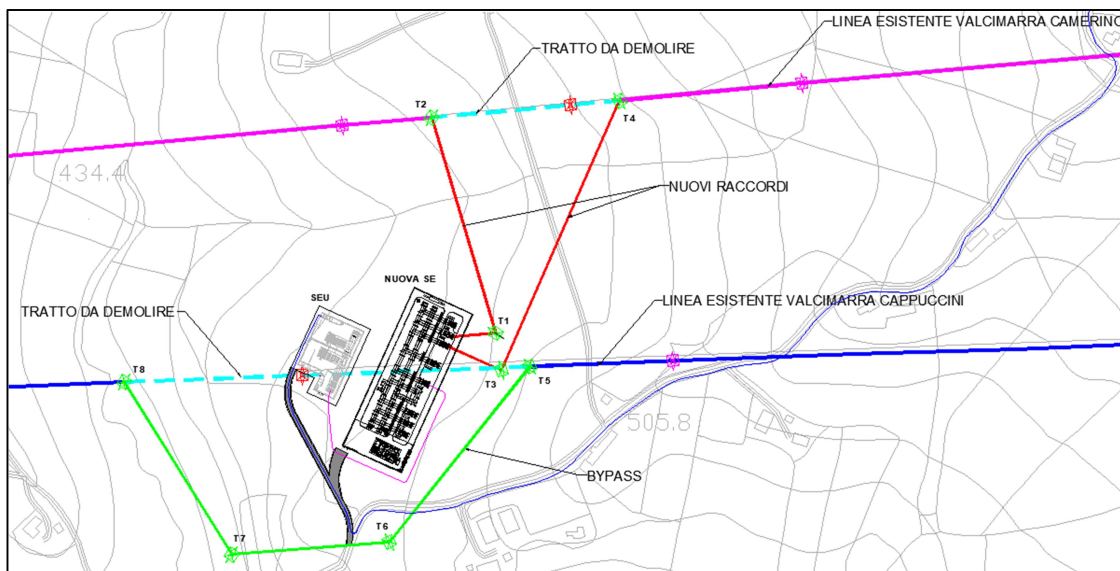 LINEA ESISTENTE VALCIMARRA CAMERINO
TRATTO DA DEMOLIRE
T2
T4
434.4
NUOVI RACCORDI
NUOVA SE
SEU
LINEA ESISTENTE VALCIMARRA CAPPUCCINI
TRATTO DA DEMOLIRE
T1
T8
T3
T5
505.8
BYPASS
T6
T7